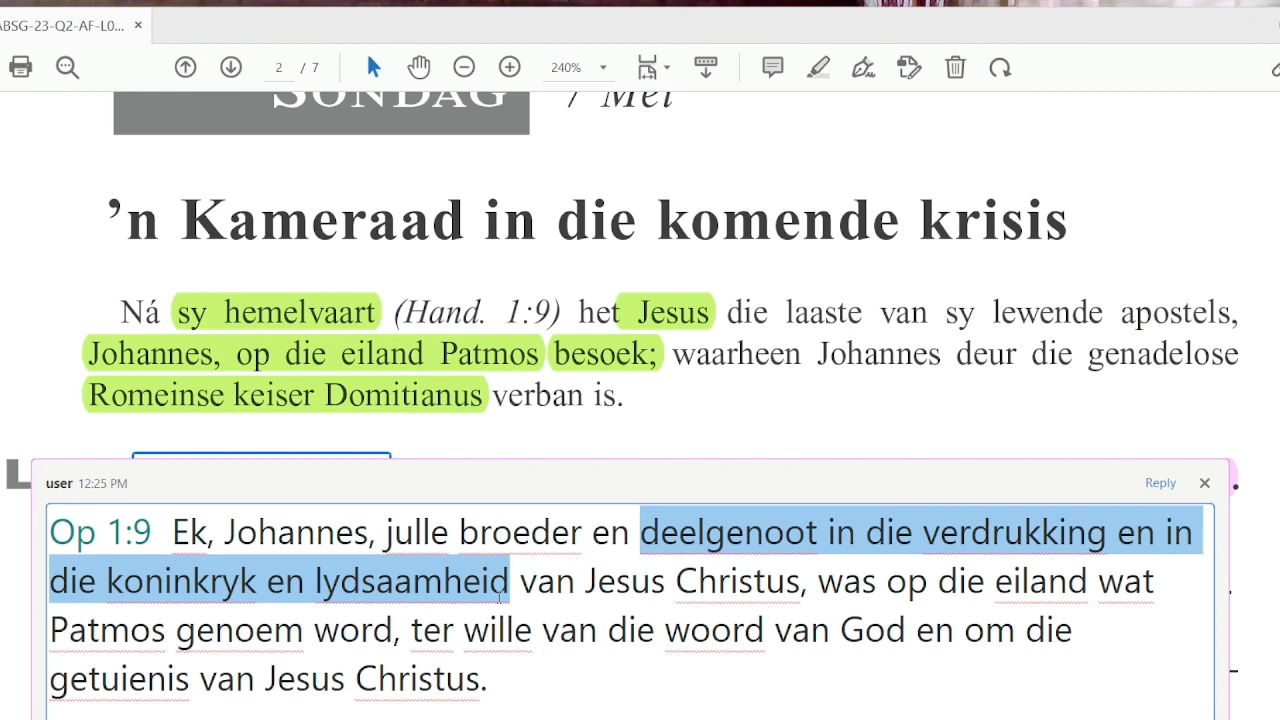 ABSG-23-Q2-AF-L0... ×
2 / 7 240%
SONDAG 7 Mei
’n Kameraad in die komende krisis
Ná sy hemelvaart (Hand. 1:9) het Jesus die laaste van sy lewende apostels,
Johannes, op die eiland Patmos besoek; waarheen Johannes deur die genadelose
Romeinse keiser Domitianus verban is.
user 12:25 PM Reply ×
Op 1:9 Ek, Johannes, julle broeder en deelgenoot in die verdrukking en in
die koninkryk en lydsaamheid van Jesus Christus, was op die eiland wat
Patmos genoem word, ter wille van die woord van God en om die
getuienis van Jesus Christus.